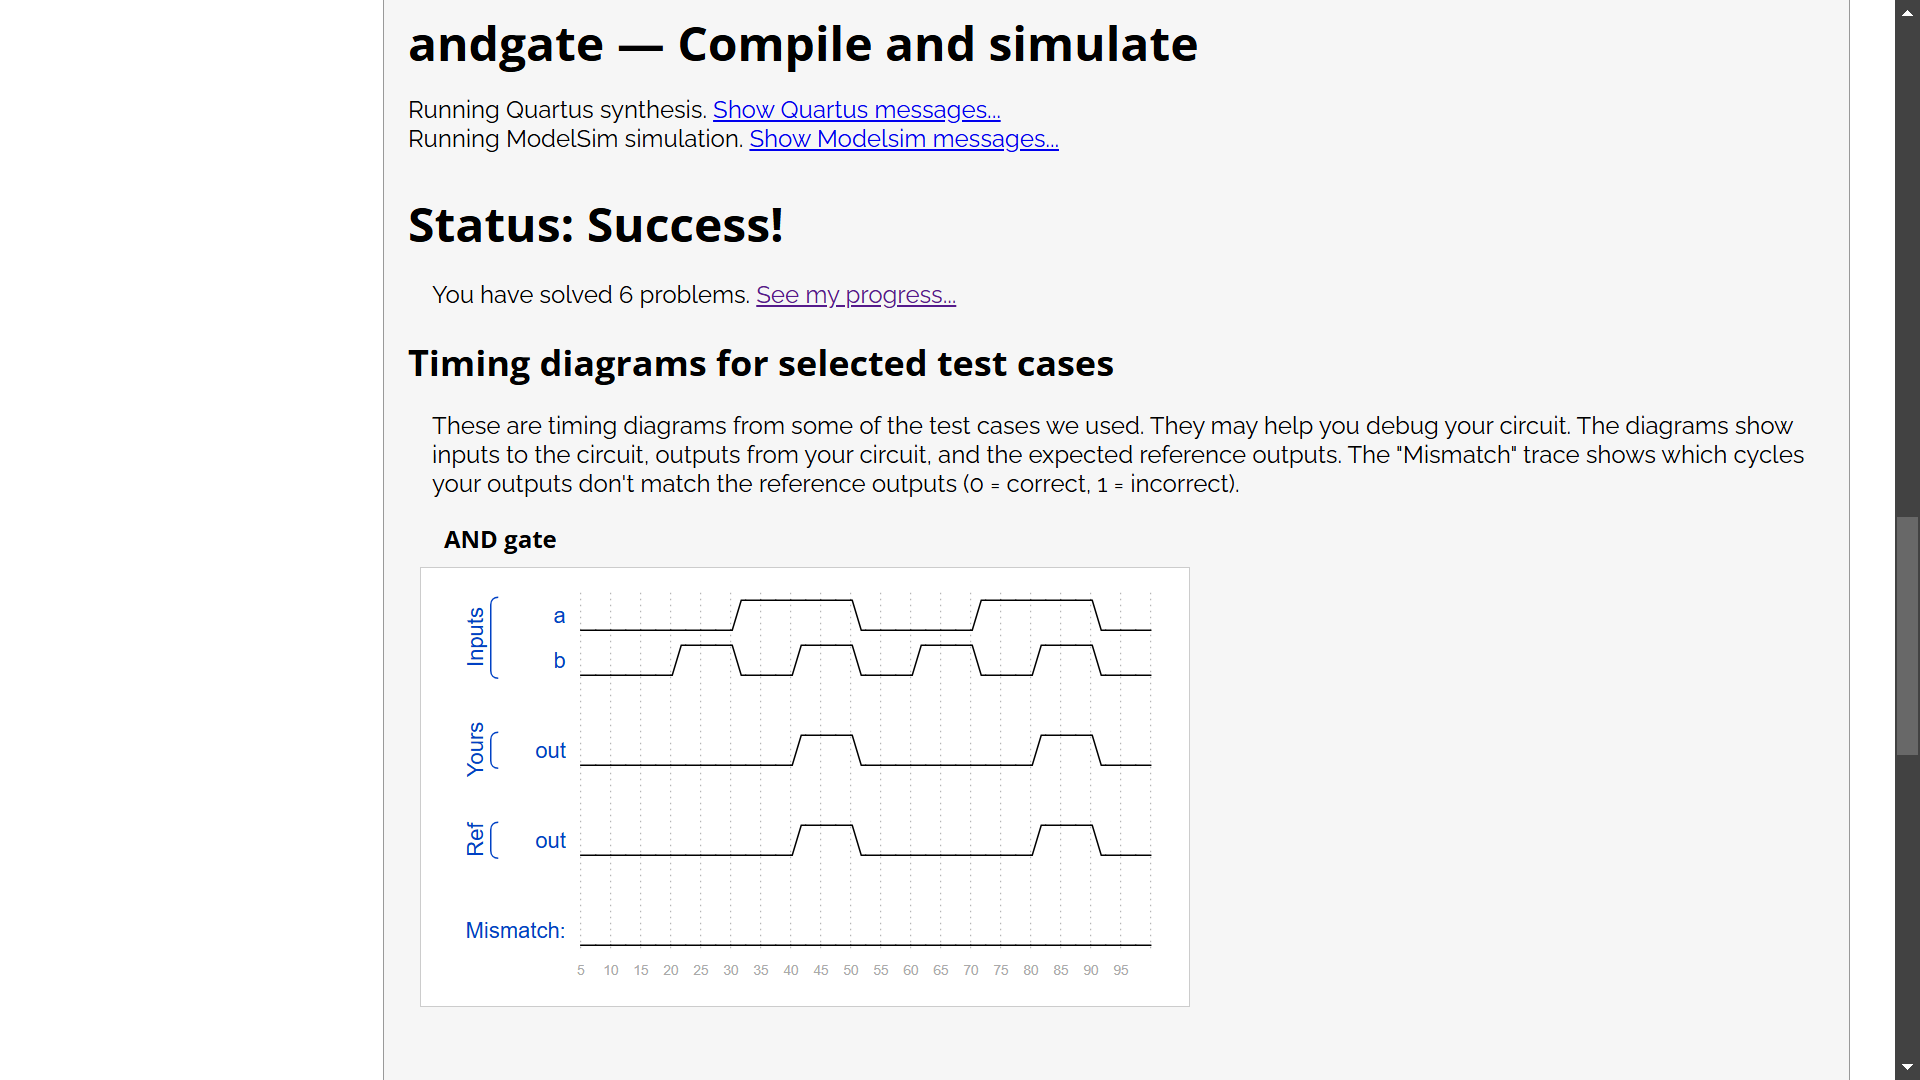 andgate — Compile and simulate
Running Quartus synthesis. Show Quartus messages...
Running ModelSim simulation. Show Modelsim messages...
Status: Success!
You have solved 6 problems. See my progress...
Timing diagrams for selected test cases
These are timing diagrams from some of the test cases we used. They may help you debug your circuit. The diagrams show
inputs to the circuit, outputs from your circuit, and the expected reference outputs. The "Mismatch" trace shows which cycles
your outputs don't match the reference outputs (0 = correct, 1 = incorrect).
AND gate
Inputs
a
b
Yours
out
Ref
out
Mismatch:
5 10 15 20 25 30 35 40 45 50 55 60 65 70 75 80 85 90 95